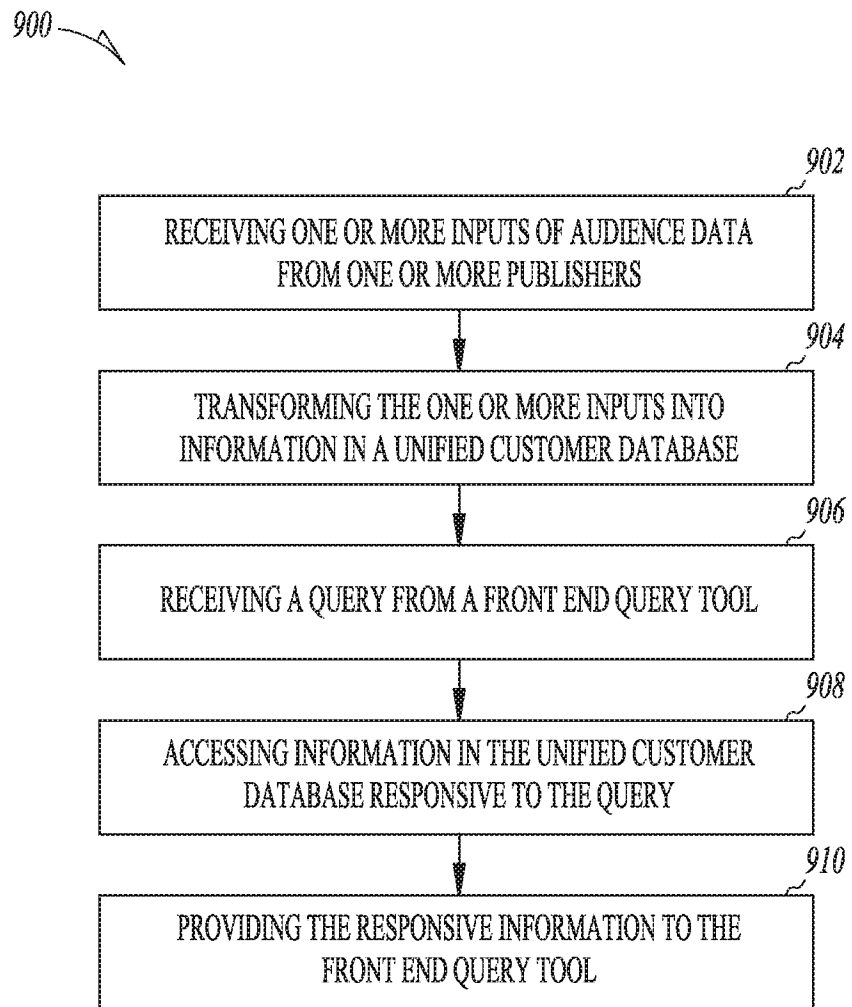 900
902
RECEIVING ONE OR MORE INPUTS OF AUDIENCE DATA
FROM ONE OR MORE PUBLISHERS
904
TRANSFORMING THE ONE OR MORE INPUTS INTO
INFORMATION IN A UNIFIED CUSTOMER DATABASE
906
RECEIVING A QUERY FROM A FRONT END QUERY TOOL
908
ACCESSING INFORMATION IN THE UNIFIED CUSTOMER
DATABASE RESPONSIVE TO THE QUERY
910
PROVIDING THE RESPONSIVE INFORMATION TO THE
FRONT END QUERY TOOL